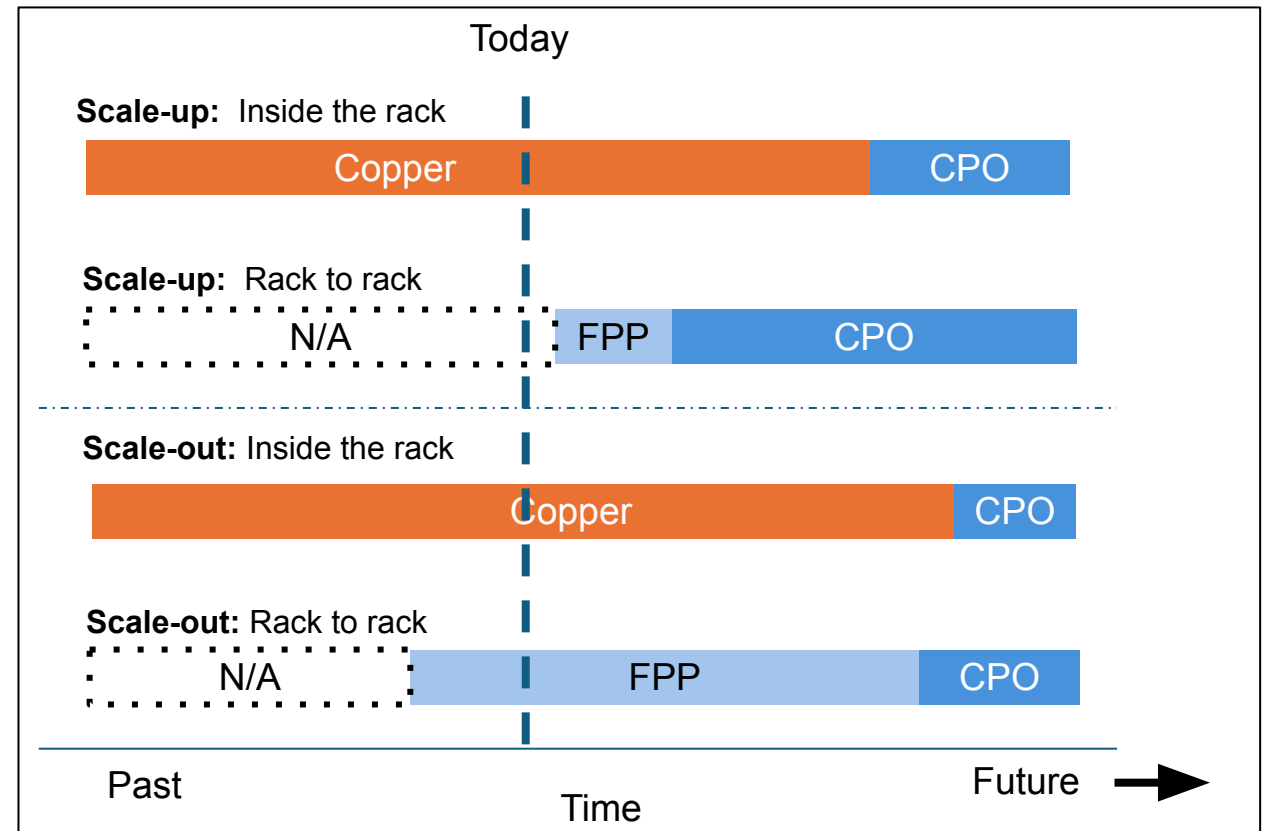 Today
Scale-up: Inside the rack
Copper CPO
Scale-up: Rack to rack
N/A FPP CPO
Scale-out: Inside the rack
Copper CPO
Scale-out: Rack to rack
N/A FPP CPO
Past Future
Time